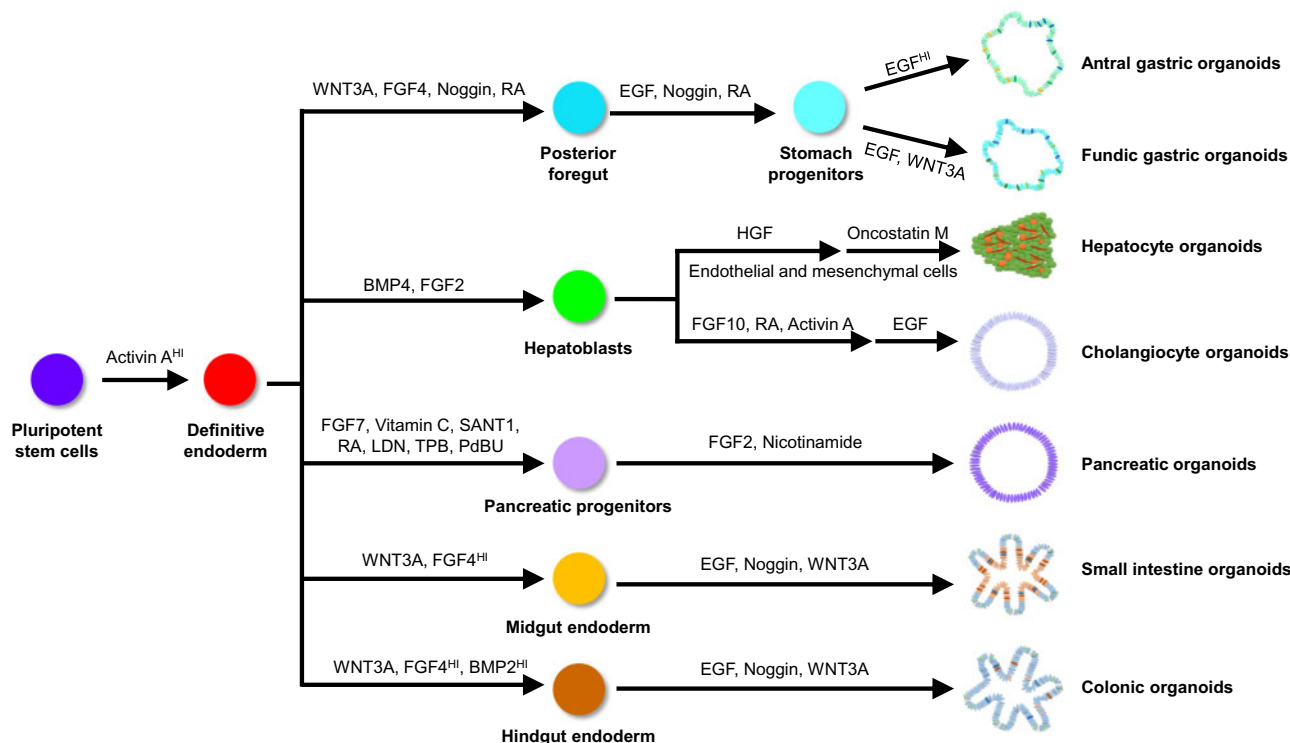 WNT3A, FGF4, Noggin, RA
Posterior
foregut
EGF, Noggin, RA
Stomach
progenitors
EGFᴴᴵ
Antral gastric organoids
EGF, WNT3A
Fundic gastric organoids
BMP4, FGF2
Hepatoblasts
HGF
Oncostatin M
Endothelial and mesenchymal cells
Hepatocyte organoids
FGF10, RA, Activin A
EGF
Cholangiocyte organoids
Pluripotent
stem cells
Activin Aᴴᴵ
Definitive
endoderm
FGF7, Vitamin C, SANT1,
RA, LDN, TPB, PdBU
Pancreatic progenitors
FGF2, Nicotinamide
Pancreatic organoids
WNT3A, FGF4ᴴᴵ
Midgut endoderm
EGF, Noggin, WNT3A
Small intestine organoids
WNT3A, FGF4ᴴᴵ, BMP2ᴴᴵ
Hindgut endoderm
EGF, Noggin, WNT3A
Colonic organoids